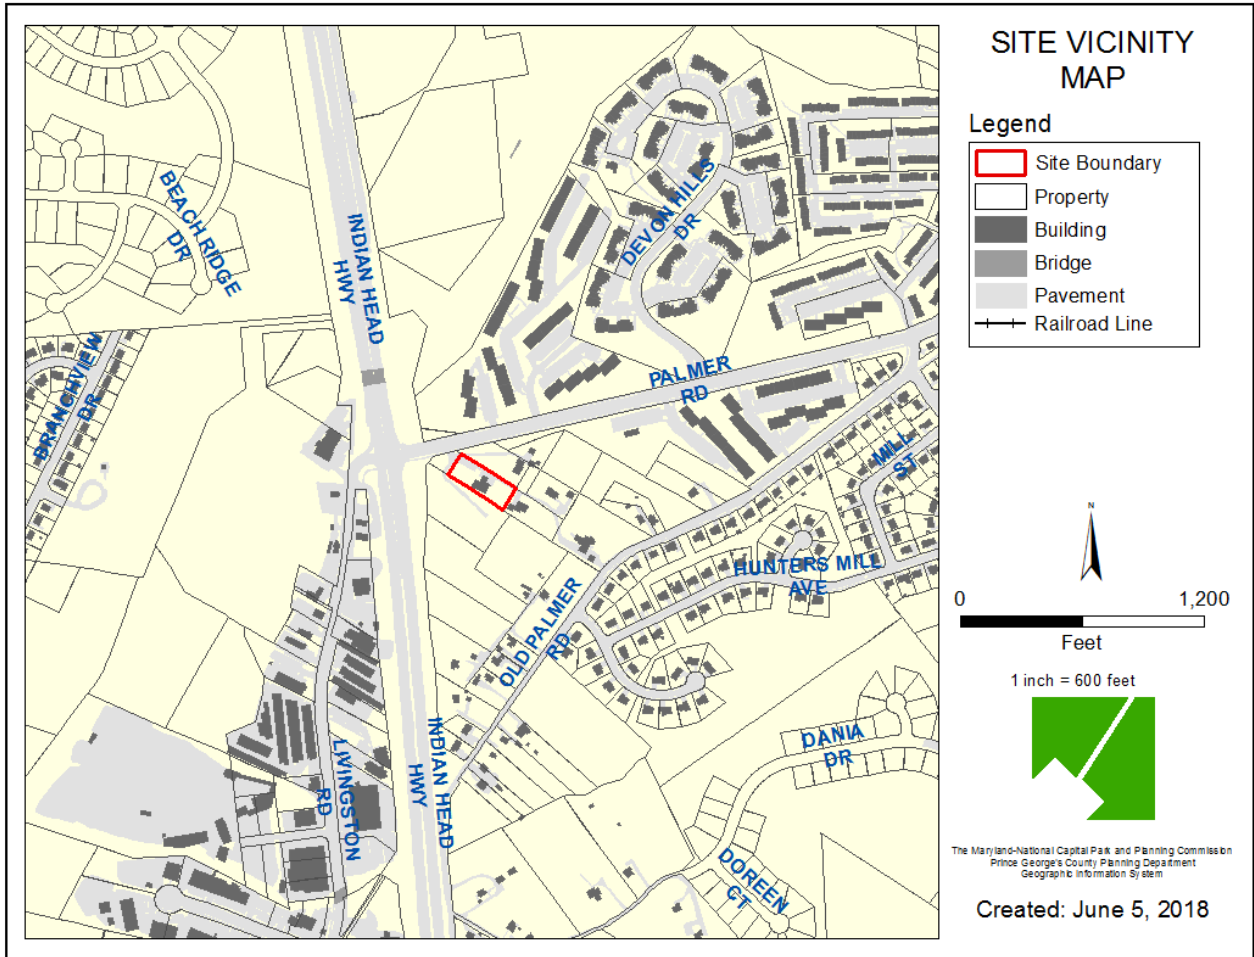 SITE VICINITY
MAP
Legend
Site Boundary
Property
Building
Bridge
Pavement
Railroad Line
N
0 1,200
Feet
1 inch = 600 feet
The Maryland-National Capital Park and Planning Commission
Prince George's County Planning Department
Geographic Information System
Created: June 5, 2018
BEACH RIDGE
DR
INDIAN HEAD
HWY
DEVON HILLS
DR
BRANCHVIEW
DR
PALMER
RD
MILL
ST
HUNTERS MILL
AVE
OLD PALMER
RD
LIVINGSTON
RD
INDIAN HEAD
HWY
DANIA
DR
DOREEN
CT